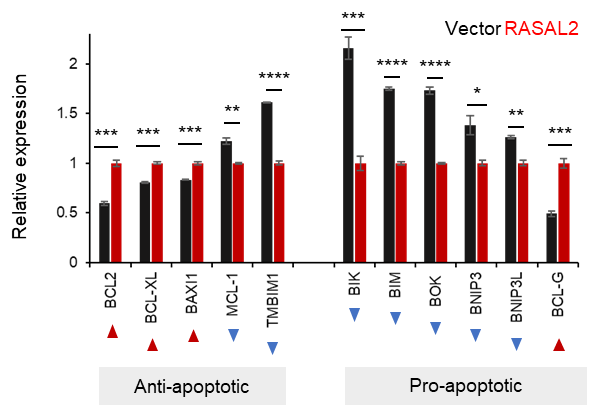 Vector RASAL2
Relative expression
2
1.5
1
0.5
0
***
***
***
**
****
***
****
****
*
**
***
BCL2
BCL-XL
BAXI1
MCL-1
TMBIM1
BIK
BIM
BOK
BNIP3
BNIP3L
BCL-G
Anti-apoptotic
Pro-apoptotic